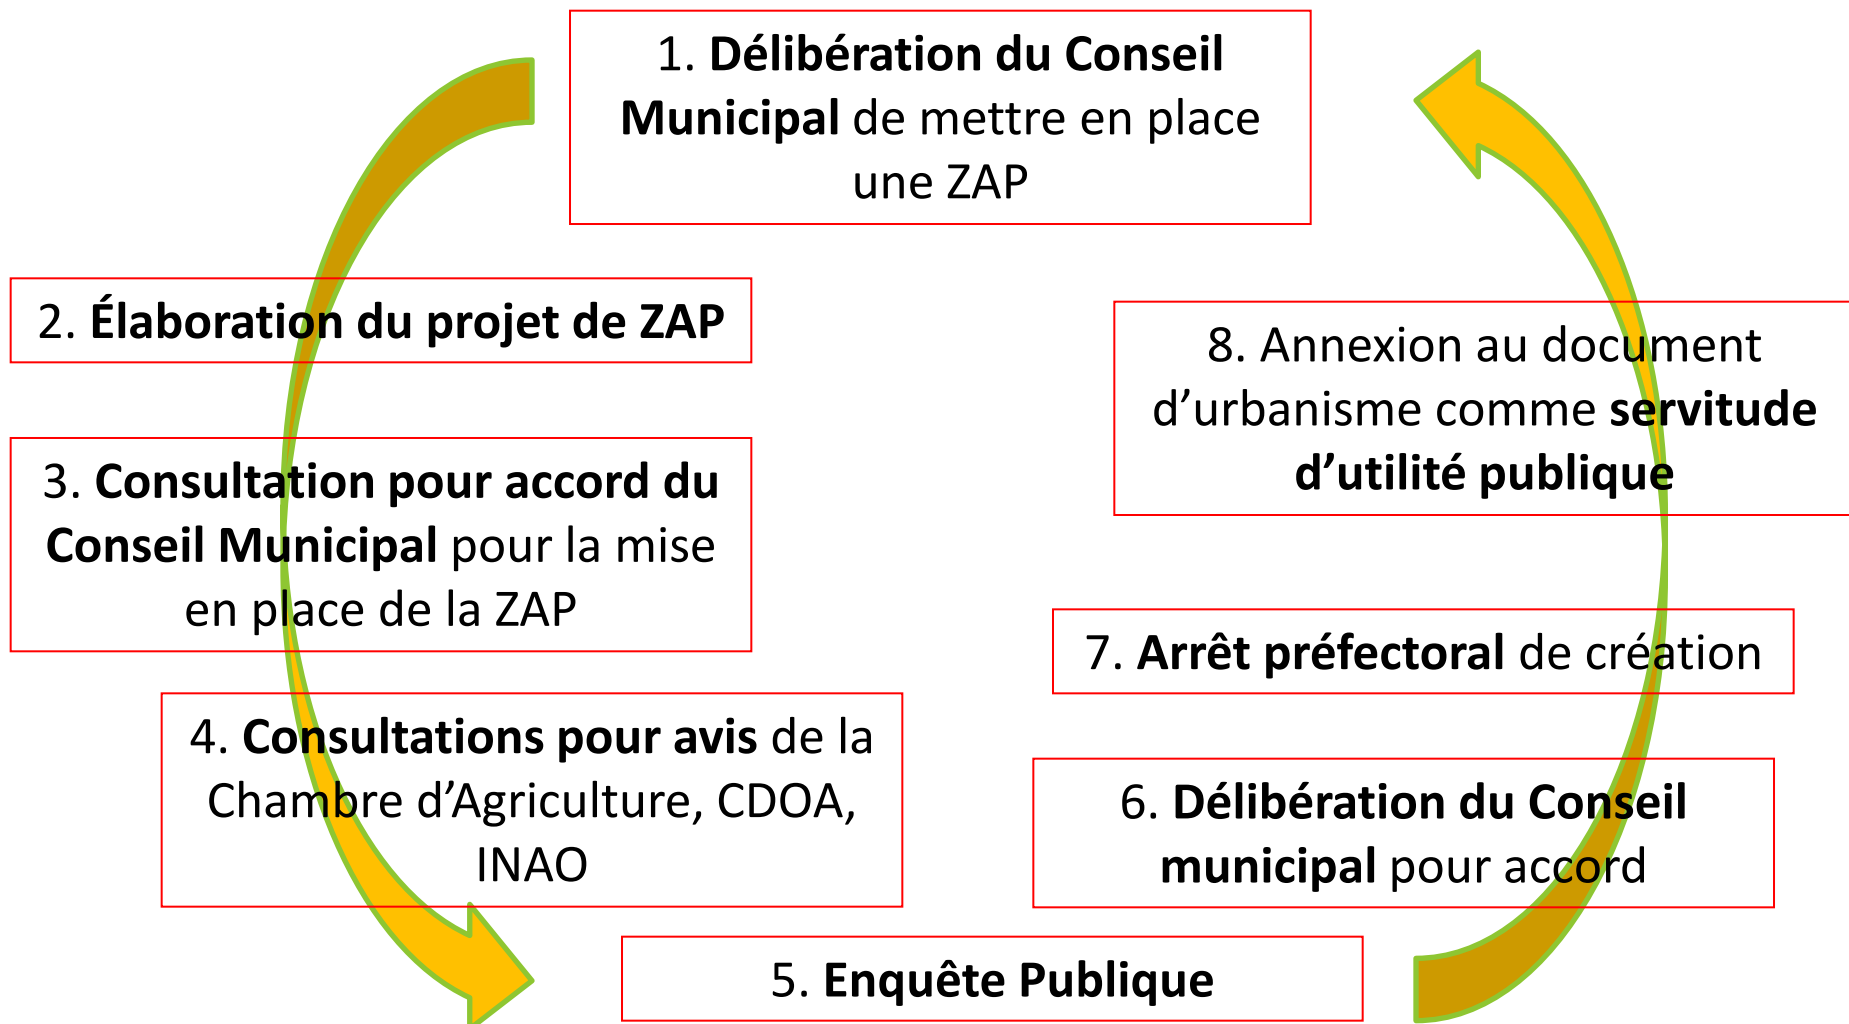 1. Délibération du Conseil
Municipal de mettre en place
une ZAP
2. Élaboration du projet de ZAP
3. Consultation pour accord du
Conseil Municipal pour la mise
en place de la ZAP
4. Consultations pour avis de la
Chambre d’Agriculture, CDOA,
INAO
5. Enquête Publique
6. Délibération du Conseil
municipal pour accord
7. Arrêt préfectoral de création
8. Annexion au document
d’urbanisme comme servitude
d’utilité publique